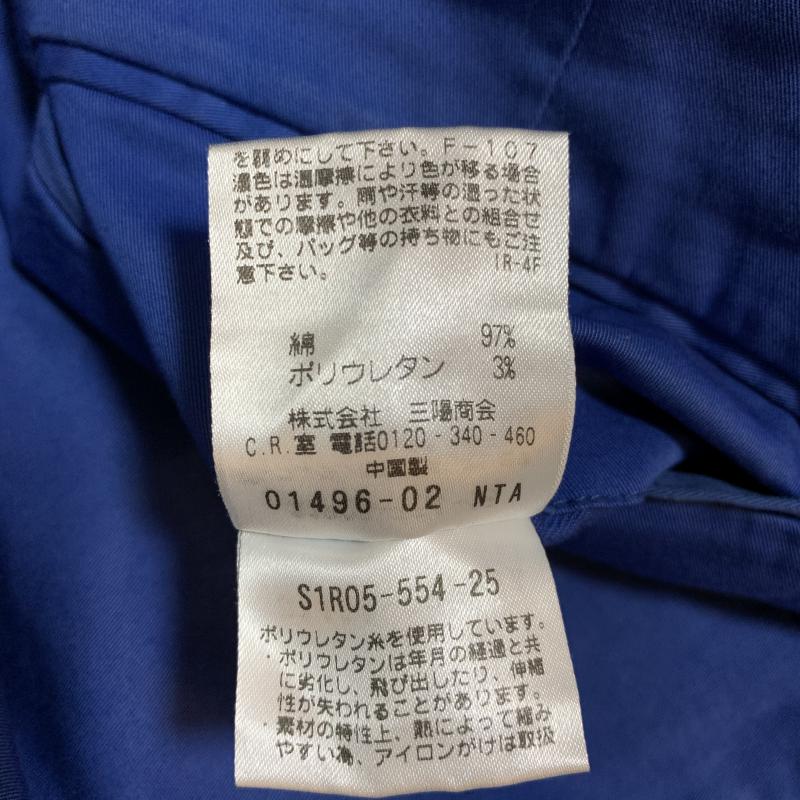 を弱めにして下さい。F-107
濃色は湿摩擦により色が移る場合
があります。雨や汗等の湿った状
態での摩擦や他の衣料との組合せ
及び、バッグ等の持ち物にもご注
意下さい。 IR-4F
綿 97%
ポリウレタン 3%
株式会社 三陽商会
C.R.室 電話0120-340-460
中国製
01496-02 NTA
S1R05-554-25
ポリウレタン糸を使用しています。
・ポリウレタンは年月の経過と共
に劣化し、飛び出したり、伸縮
性が失われることがあります。
・素材の特性上、熱によって縮み
やすい為、アイロンがけは取扱